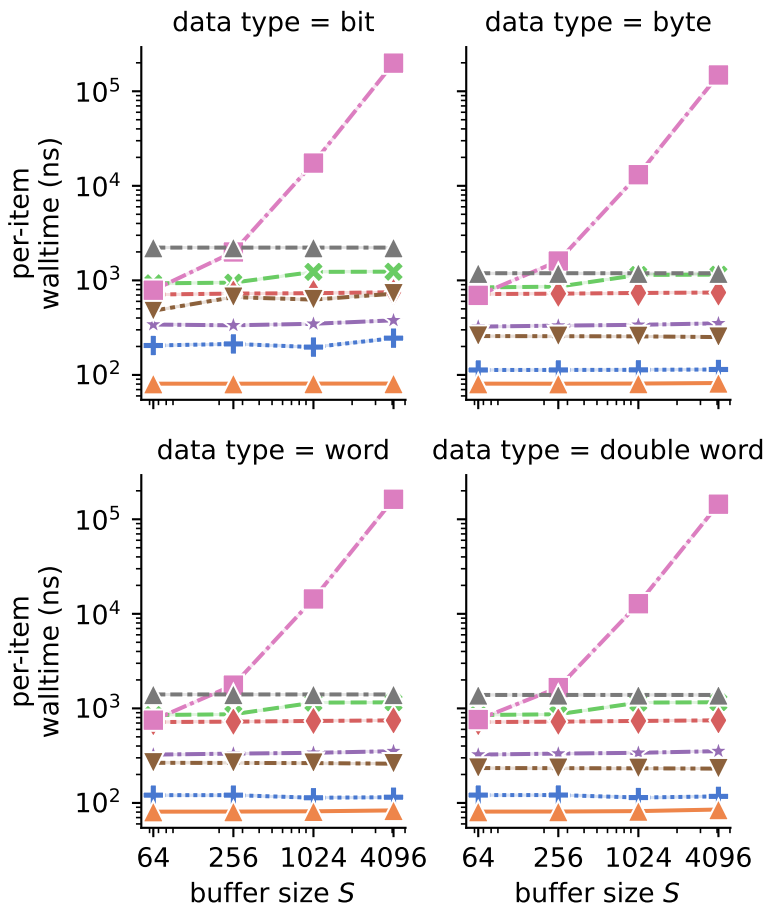 data type = bit
data type = byte
per-item
walltime (ns)
10^5
10^4
10^3
10^2
data type = word
data type = double word
per-item
walltime (ns)
10^5
10^4
10^3
10^2
64 256 1024 4096
64 256 1024 4096
buffer size S
buffer size S